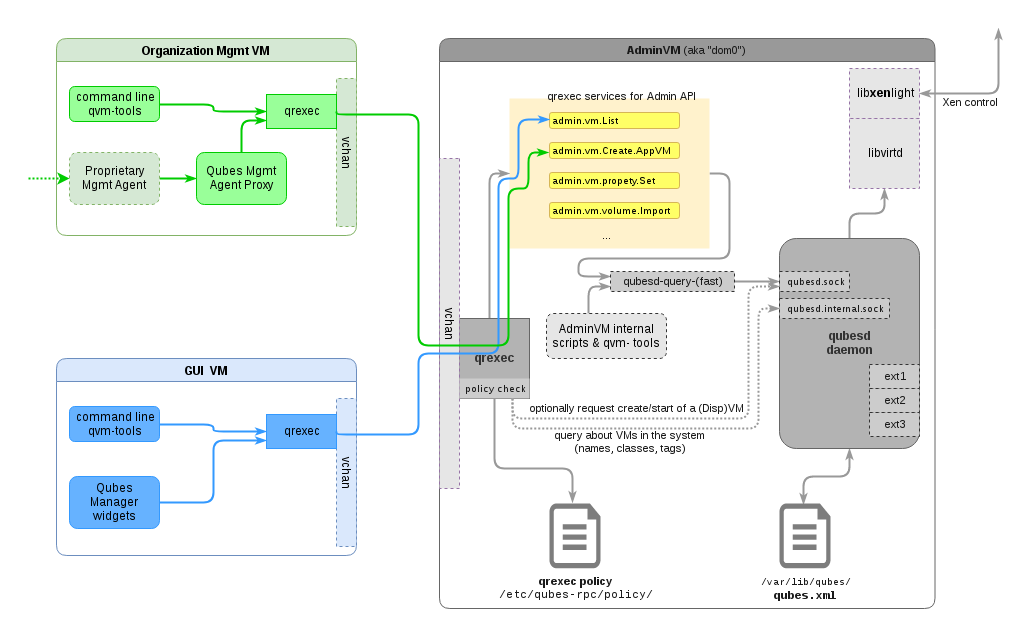 Organization Mgmt VM
command line
qvm-tools
qrexec
vchan
Proprietary
Mgmt Agent
Qubes Mgmt
Agent Proxy
GUI VM
command line
qvm-tools
qrexec
vchan
Qubes
Manager
widgets
AdminVM (aka "dom0")
qrexec services for Admin API
admin.vm.List
admin.vm.Create.AppVM
admin.vm.propety.Set
admin.vm.volume.Import
...
libxenlight
Xen control
libvirtd
qubesd-query-(fast)
qubesd.sock
qubesd.internal.sock
AdminVM internal
scripts & qvm- tools
qubesd
daemon
ext1
ext2
ext3
vchan
qrexec
policy check
optionally request create/start of a (Disp)VM
query about VMs in the system
(names, classes, tags)
qrexec policy
/etc/qubes-rpc/policy/
/var/lib/qubes/
qubes.xml